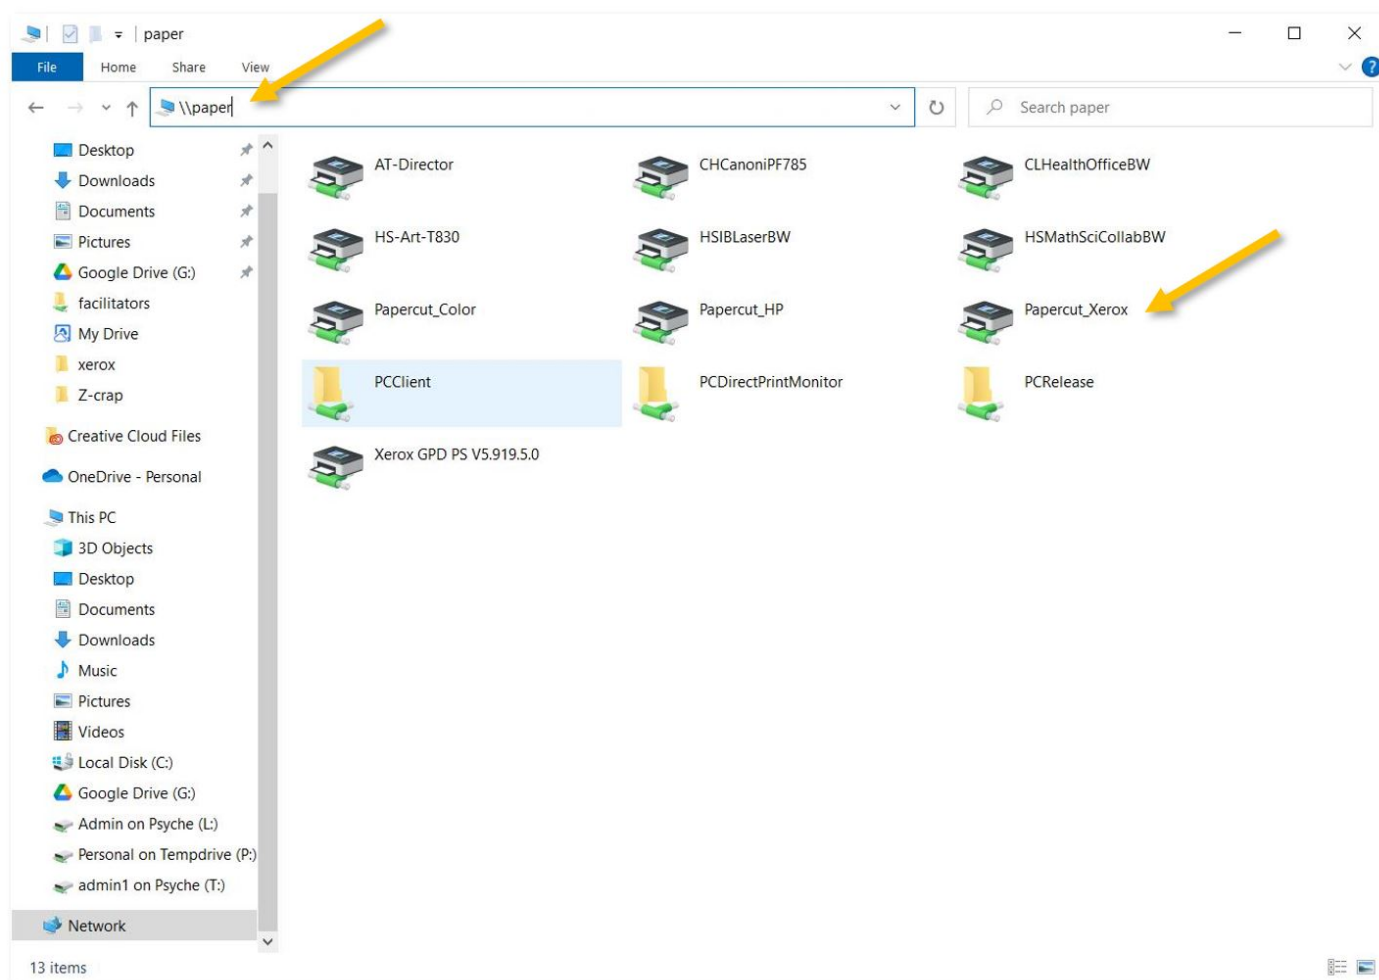 paper
File Home Share View
\\paper
Search paper
Desktop
Downloads
Documents
Pictures
Google Drive (G:)
facilitators
My Drive
xerox
Z-crap
Creative Cloud Files
OneDrive - Personal
This PC
3D Objects
Desktop
Documents
Downloads
Music
Pictures
Videos
Local Disk (C:)
Google Drive (G:)
Admin on Psyche (L:)
Personal on Tempdrive (P:)
admin1 on Psyche (T:)
Network
AT-Director CHCanoniPF785 CLHealthOfficeBW
HS-Art-T830 HSIBLaserBW HSMathSciCollabBW
Papercut_Color Papercut_HP Papercut_Xerox
PCClient PCDirectPrintMonitor PCRelease
Xerox GPD PS V5.919.5.0
13 items